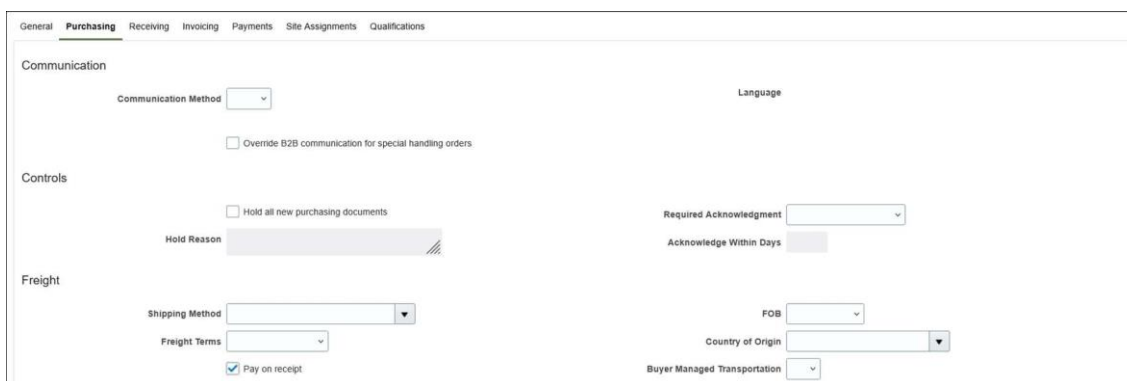 General Purchasing Receiving Invoicing Payments Site Assignments Qualifications
Communication
Communication Method
Language
Override B2B communication for special handling orders
Controls
Hold all new purchasing documents
Required Acknowledgment
Hold Reason
Acknowledge Within Days
Freight
Shipping Method
FOB
Freight Terms
Country of Origin
Pay on receipt
Buyer Managed Transportation